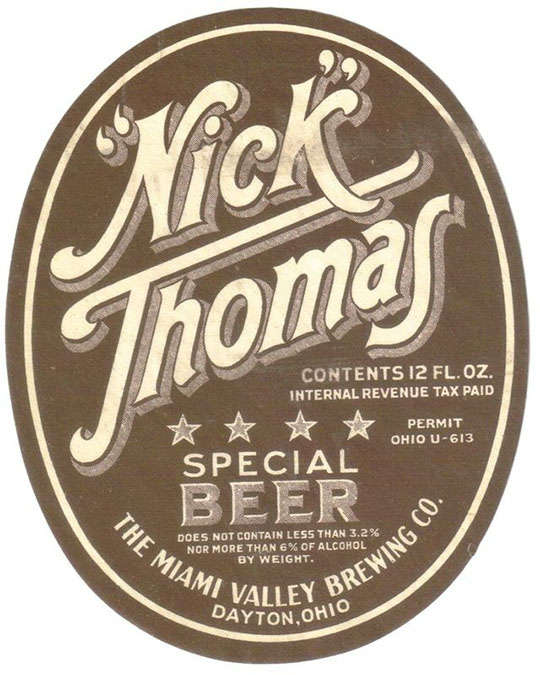 "Nick"
Thomas
CONTENTS 12 FL. OZ.
INTERNAL REVENUE TAX PAID
PERMIT
OHIO U-613
SPECIAL
BEER
DOES NOT CONTAIN LESS THAN 3.2%
NOR MORE THAN 6% OF ALCOHOL
BY WEIGHT.
THE MIAMI VALLEY BREWING CO.
DAYTON, OHIO